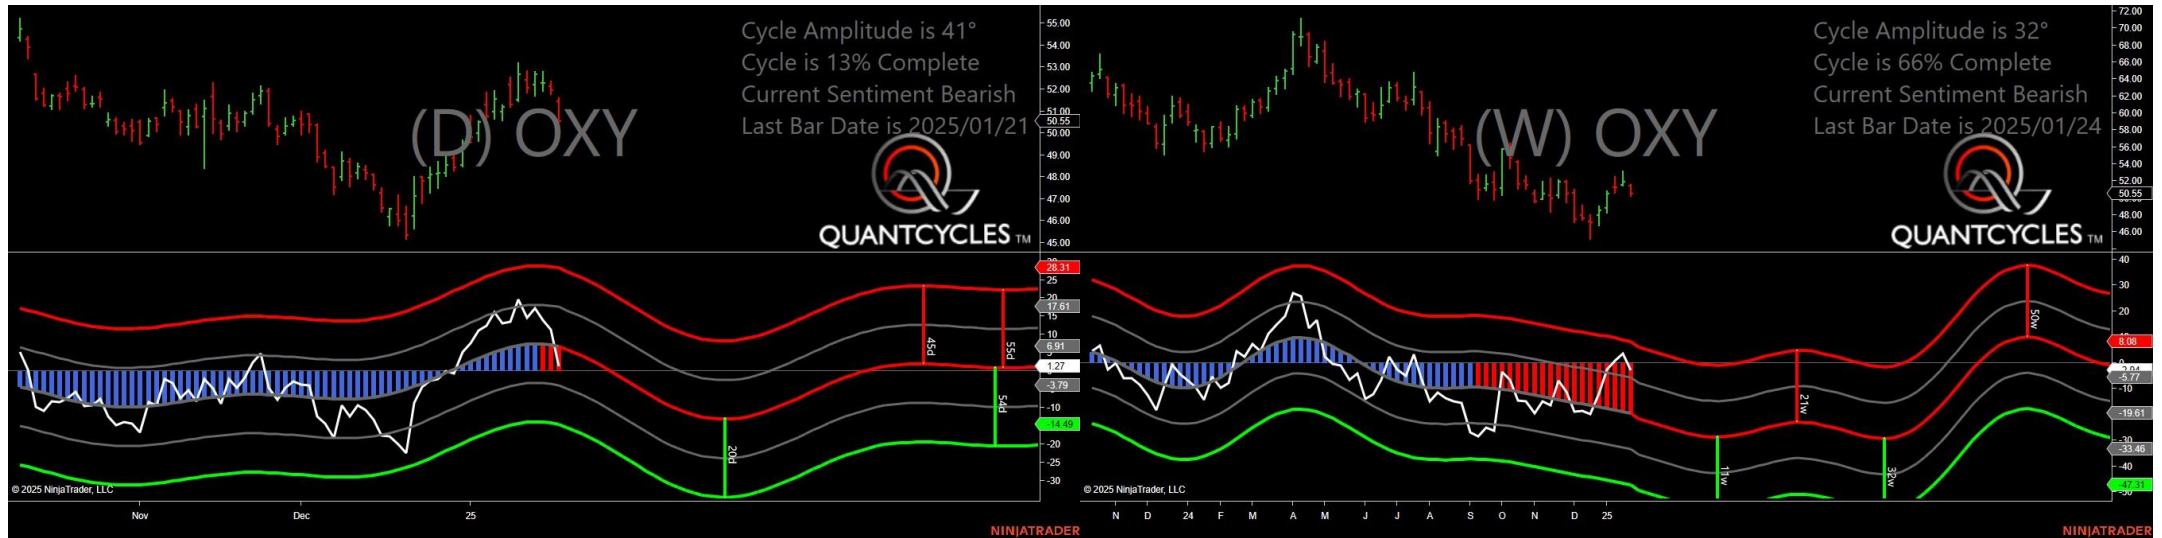 Cycle Amplitude is 41°
Cycle is 13% Complete
Current Sentiment Bearish
Last Bar Date is 2025/01/21
(D) OXY
QUANTCYCLES TM
55.00
54.00
53.00
52.00
51.00
50.55
50.00
49.00
48.00
47.00
46.00
45.00
28.31
25
20
17.61
15
10
6.91
1.27
-3.79
-10
-14.49
-20
-25
-30
20d
45d
55d
54d
© 2025 NinjaTrader, LLC
Nov
Dec
25
NINJATRADER
Cycle Amplitude is 32°
Cycle is 66% Complete
Current Sentiment Bearish
Last Bar Date is 2025/01/24
(W) OXY
QUANTCYCLES TM
72.00
70.00
68.00
66.00
64.00
62.00
60.00
58.00
56.00
54.00
52.00
50.55
48.00
46.00
40
30
20
8.08
0
-5.77
-10
-19.61
-30
-33.46
-40
-47.31
11w
21w
32w
50w
© 2025 NinjaTrader, LLC
N D 24 F M A M J J A S O N D 25
NINJATRADER